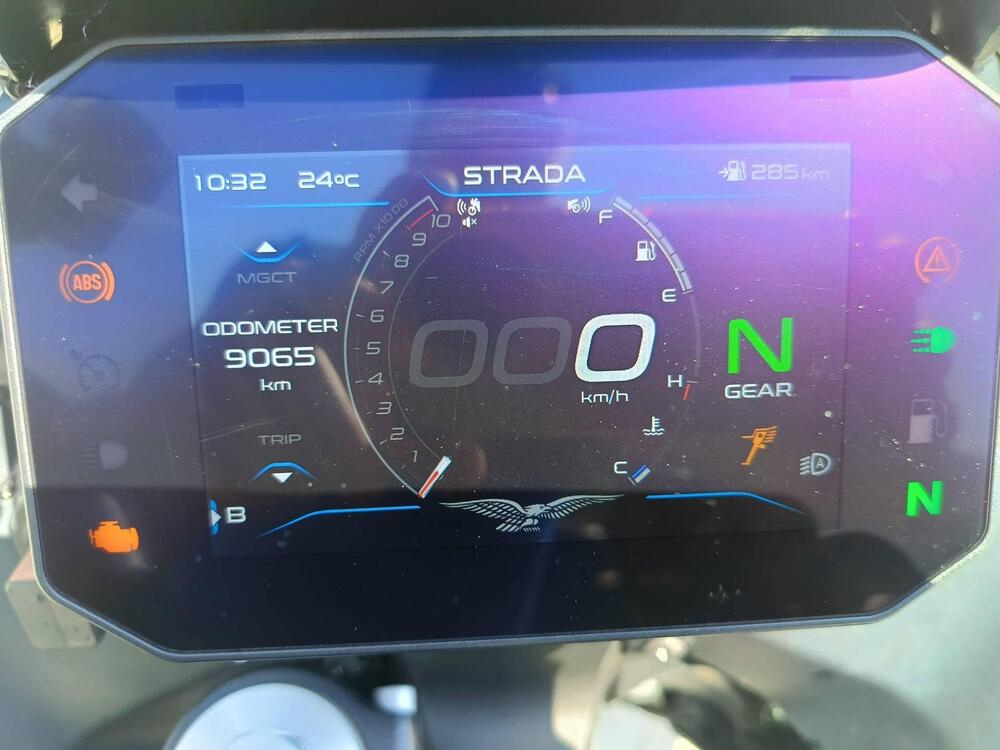 10:32 24°C STRADA 285 km
RPM X1000
10
9
8
7
6
5
4
3
2
1
F
E
MGCT
ABS
ODOMETER
9065
km
000
km/h
N
GEAR
H
C
TRIP
A
B
N